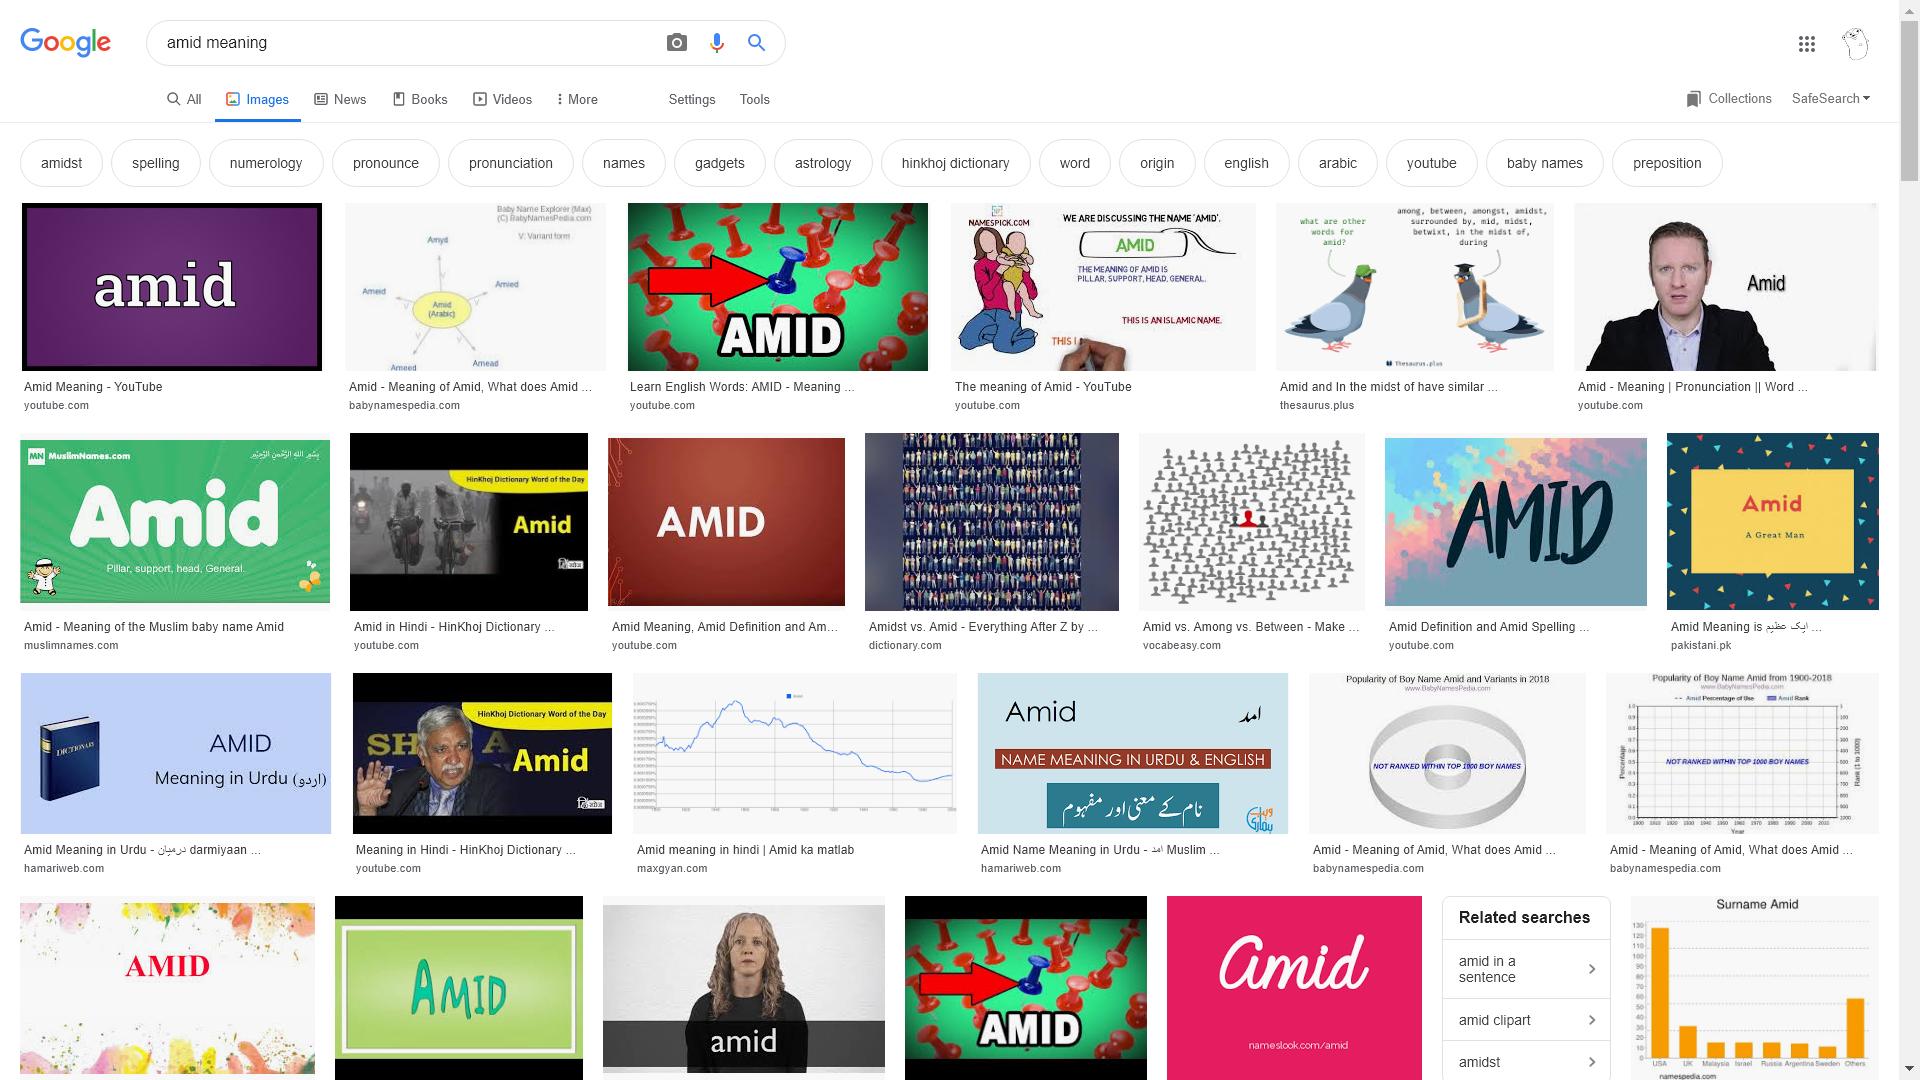 Google
amid meaning
All
Images
News
Books
Videos
More
Settings
Tools
Collections
SafeSearch
amidst
spelling
numerology
pronounce
pronunciation
names
gadgets
astrology
hinkhoj dictionary
word
origin
english
arabic
youtube
baby names
preposition
amid
Amid Meaning - YouTube
youtube.com
Baby Name Explorer (Max)
(C) BabyNamesPedia.com
V: Variant form
Amyd
Ameid
Amied
Amid
(Arabic)
Ameed
Amead
Amid - Meaning of Amid, What does Amid ...
babynamespedia.com
AMID
Learn English Words: AMID - Meaning ...
youtube.com
NAMESPICK.COM
WE ARE DISCUSSING THE NAME 'AMID'.
AMID
THE MEANING OF AMID IS
PILLAR, SUPPORT, HEAD, GENERAL.
THIS IS AN ISLAMIC NAME.
THIS I
The meaning of Amid - YouTube
youtube.com
what are other
words for
amid?
among, between, amongst, amidst,
surrounded by, mid, midst,
betwixt, in the midst of,
during
Thesaurus.plus
Amid and In the midst of have similar ...
thesaurus.plus
Amid
Amid - Meaning | Pronunciation || Word ...
youtube.com
MN MuslimNames.com
بِسْمِ اللهِ الرَّحْمٰنِ الرَّحِيْمِ
Amid
Pillar, support, head, General.
Amid - Meaning of the Muslim baby name Amid
muslimnames.com
HinKhoj Dictionary Word of the Day
Amid
Amid in Hindi - HinKhoj Dictionary ...
youtube.com
AMID
Amid Meaning, Amid Definition and Am...
youtube.com
Amidst vs. Amid - Everything After Z by ...
dictionary.com
Amid vs. Among vs. Between - Make ...
vocabeasy.com
AMID
Amid Definition and Amid Spelling ...
youtube.com
Amid
A Great Man
Amid Meaning is ایک عظیم ...
pakistani.pk
DICTIONARY
AMID
Meaning in Urdu (اردو)
Amid Meaning in Urdu - درمیان darmiyaan ...
hamariweb.com
HinKhoj Dictionary Word of the Day
Amid
Meaning in Hindi - HinKhoj Dictionary ...
youtube.com
Amid meaning in hindi | Amid ka matlab
maxgyan.com
Amid
امد
NAME MEANING IN URDU & ENGLISH
نام کے معنی اور مفہوم
Amid Name Meaning in Urdu - امد Muslim ...
hamariweb.com
Popularity of Boy Name Amid and Variants in 2018
www.BabyNamesPedia.com
NOT RANKED WITHIN TOP 1000 BOY NAMES
Amid - Meaning of Amid, What does Amid ...
babynamespedia.com
Popularity of Boy Name Amid from 1900-2018
www.BabyNamesPedia.com
Amid Percentage of Use
Amid Rank
NOT RANKED WITHIN TOP 1000 BOY NAMES
Percentage
Rank (1 to 1000)
Year
Amid - Meaning of Amid, What does Amid ...
babynamespedia.com
AMID
AMID
amid
AMID
Amid
nameslook.com/amid
Related searches
amid in a
sentence
amid clipart
amidst
Surname Amid
130
120
110
100
90
80
70
60
50
40
30
20
10
0
USA UK Malaysia Israel Russia Argentina Sweden Others
namespedia.com